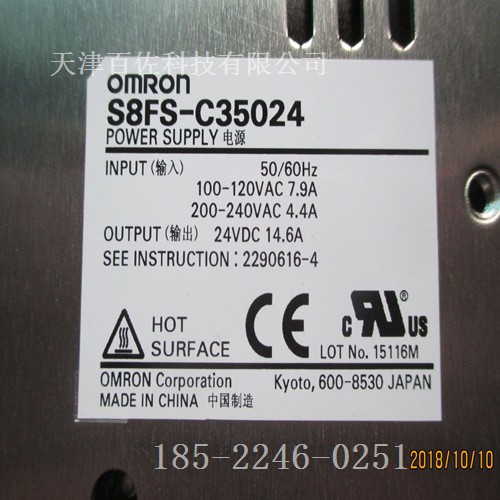 天津百佐科技有限公司
OMRON
S8FS-C35024
POWER SUPPLY 电源
INPUT (输入) 50/60Hz
100-120VAC 7.9A
200-240VAC 4.4A
OUTPUT (输出) 24VDC 14.6A
SEE INSTRUCTION : 2290616-4
HOT
SURFACE
CE
c RU US
LOT No. 15116M
OMRON Corporation Kyoto, 600-8530 JAPAN
MADE IN CHINA 中国制造
185-2246-0251
2018/10/10